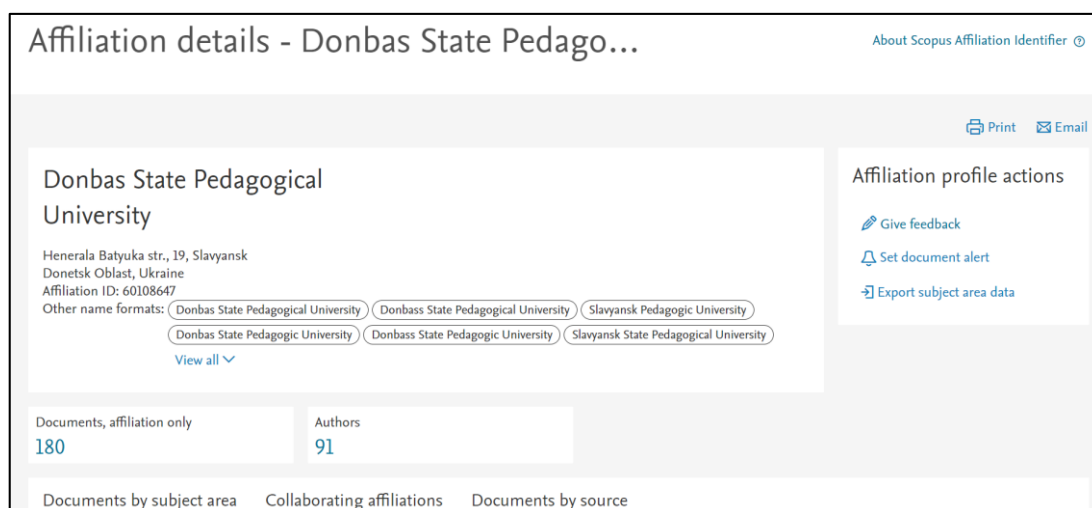 Affiliation details - Donbas State Pedago...
About Scopus Affiliation Identifier
Print Email
Donbas State Pedagogical
University
Henerala Batyuka str., 19, Slavyansk
Donetsk Oblast, Ukraine
Affiliation ID: 60108647
Other name formats: Donbas State Pedagogical University Donbass State Pedagogical University Slavyansk Pedagogic University
Donbas State Pedagogic University Donbass State Pedagogic University Slavyansk State Pedagogical University
View all
Affiliation profile actions
Give feedback
Set document alert
Export subject area data
Documents, affiliation only
180
Authors
91
Documents by subject area Collaborating affiliations Documents by source